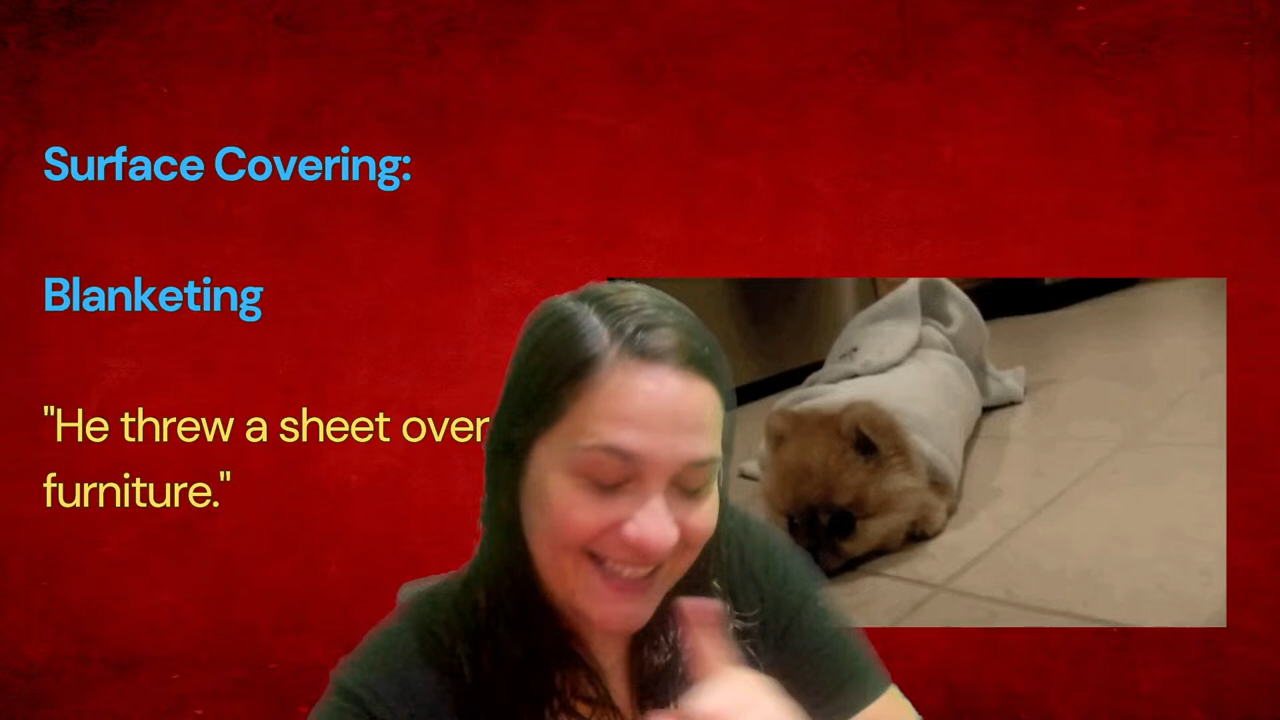 Surface Covering:
Blanketing
"He threw a sheet over
furniture."